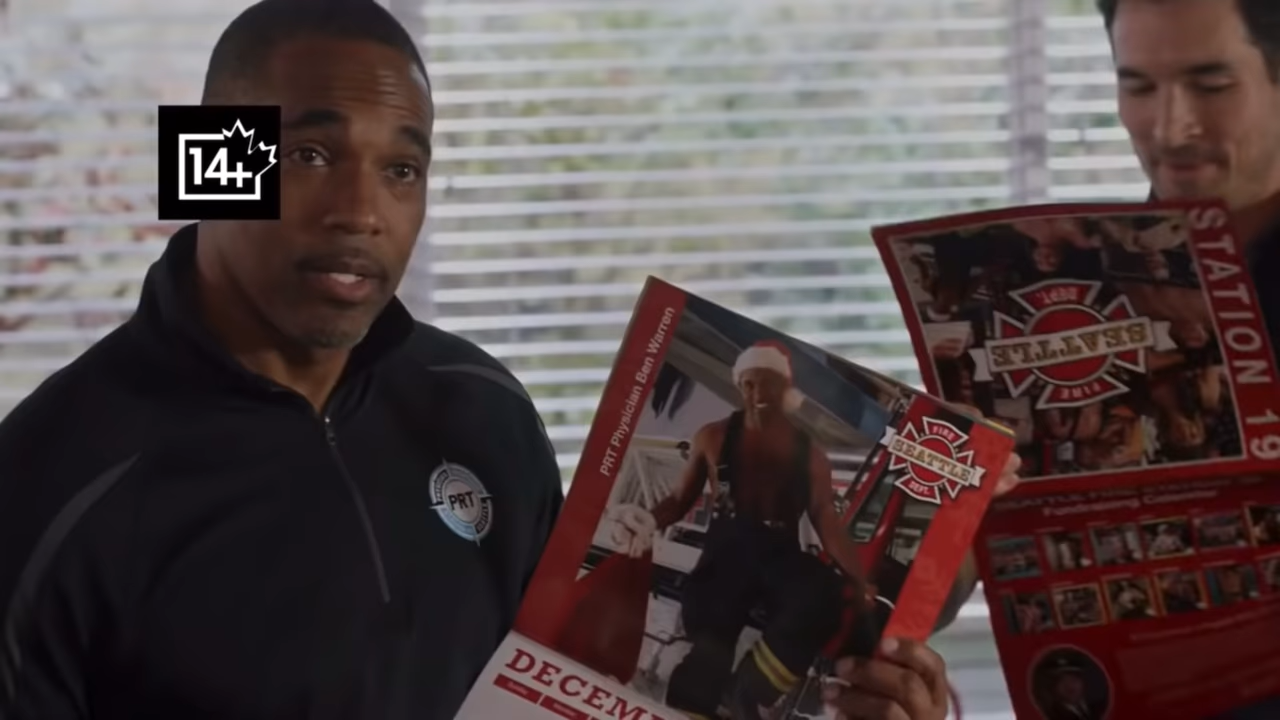 14+
PRT
PRT Physician Ben Warren
FIRE
SEATTLE
DEPT.
DECEM
STATION 19
DEPT.
SEATTLE
FIRE
Fundraising Calendar